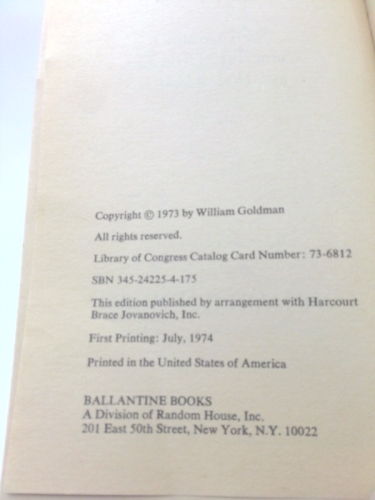 Copyright © 1973 by William Goldman
All rights reserved.
Library of Congress Catalog Card Number: 73-6812
SBN 345-24225-4-175
This edition published by arrangement with Harcourt
Brace Jovanovich, Inc.
First Printing: July, 1974
Printed in the United States of America
BALLANTINE BOOKS
A Division of Random House, Inc.
201 East 50th Street, New York, N.Y. 10022